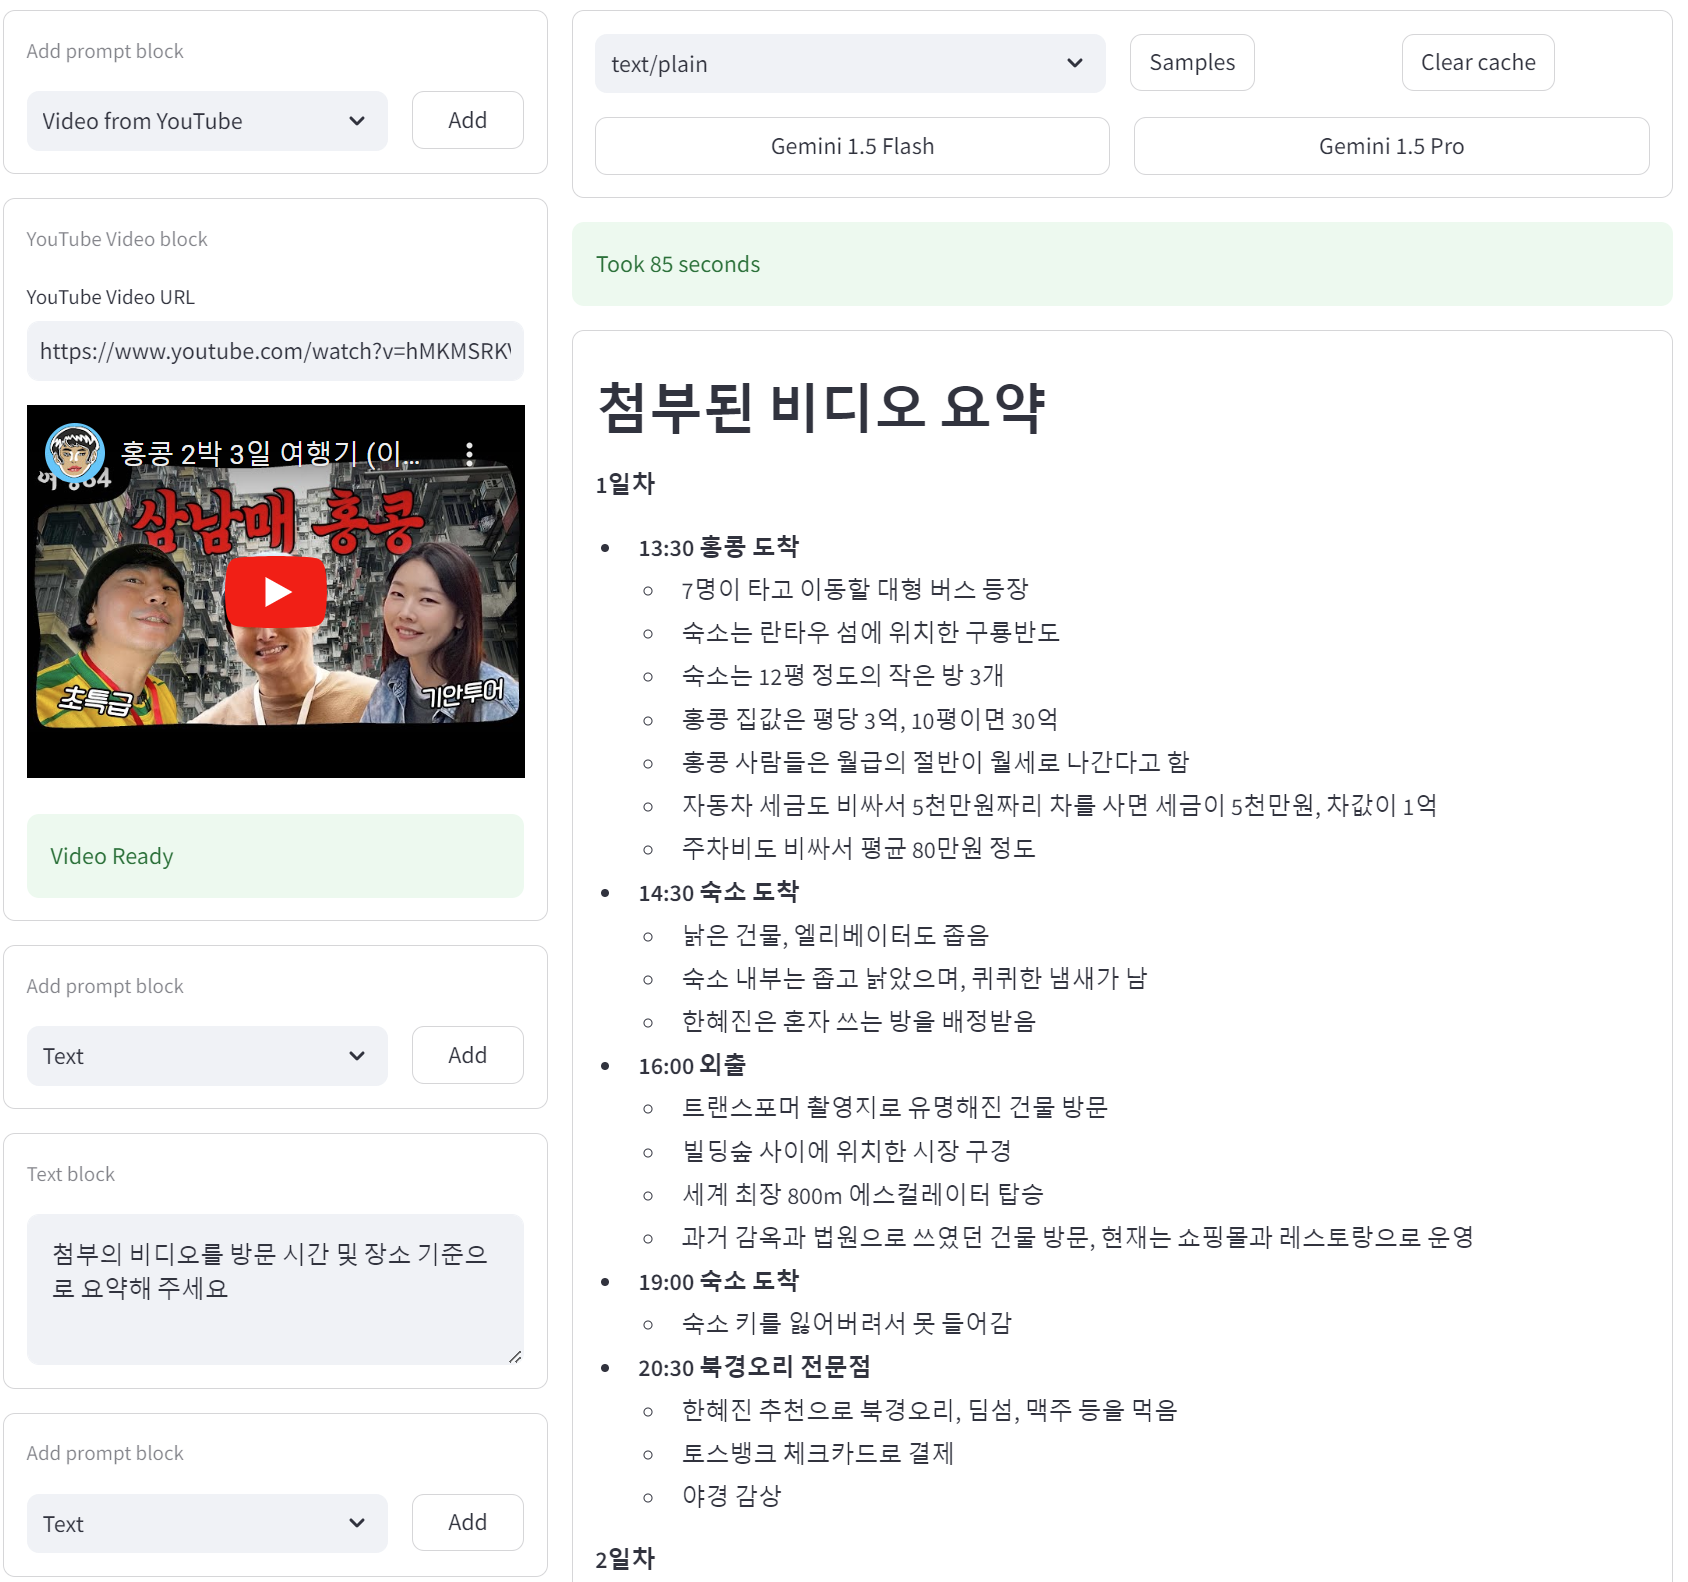 Add prompt block
Video from YouTube
Add
YouTube Video block
YouTube Video URL
https://www.youtube.com/watch?v=hMKMSRK
홍콩 2박 3일 여행기 (이...
삼남매 홍콩
초특급
기안투어
Video Ready
Add prompt block
Text
Add
Text block
첨부의 비디오를 방문 시간 및 장소 기준으
로 요약해 주세요
Add prompt block
Text
Add
text/plain
Samples
Clear cache
Gemini 1.5 Flash
Gemini 1.5 Pro
Took 85 seconds
첨부된 비디오 요약
1일차
13:30 홍콩 도착
7명이 타고 이동할 대형 버스 등장
숙소는 란타우 섬에 위치한 구룡반도
숙소는 12평 정도의 작은 방 3개
홍콩 집값은 평당 3억, 10평이면 30억
홍콩 사람들은 월급의 절반이 월세로 나간다고 함
자동차 세금도 비싸서 5천만원짜리 차를 사면 세금이 5천만원, 차값이 1억
주차비도 비싸서 평균 80만원 정도
14:30 숙소 도착
낡은 건물, 엘리베이터도 좁음
숙소 내부는 좁고 낡았으며, 퀴퀴한 냄새가 남
한혜진은 혼자 쓰는 방을 배정받음
16:00 외출
트랜스포머 촬영지로 유명해진 건물 방문
빌딩숲 사이에 위치한 시장 구경
세계 최장 800m 에스컬레이터 탑승
과거 감옥과 법원으로 쓰였던 건물 방문, 현재는 쇼핑몰과 레스토랑으로 운영
19:00 숙소 도착
숙소 키를 잃어버려서 못 들어감
20:30 북경오리 전문점
한혜진 추천으로 북경오리, 딤섬, 맥주 등을 먹음
토스뱅크 체크카드로 결제
야경 감상
2일차